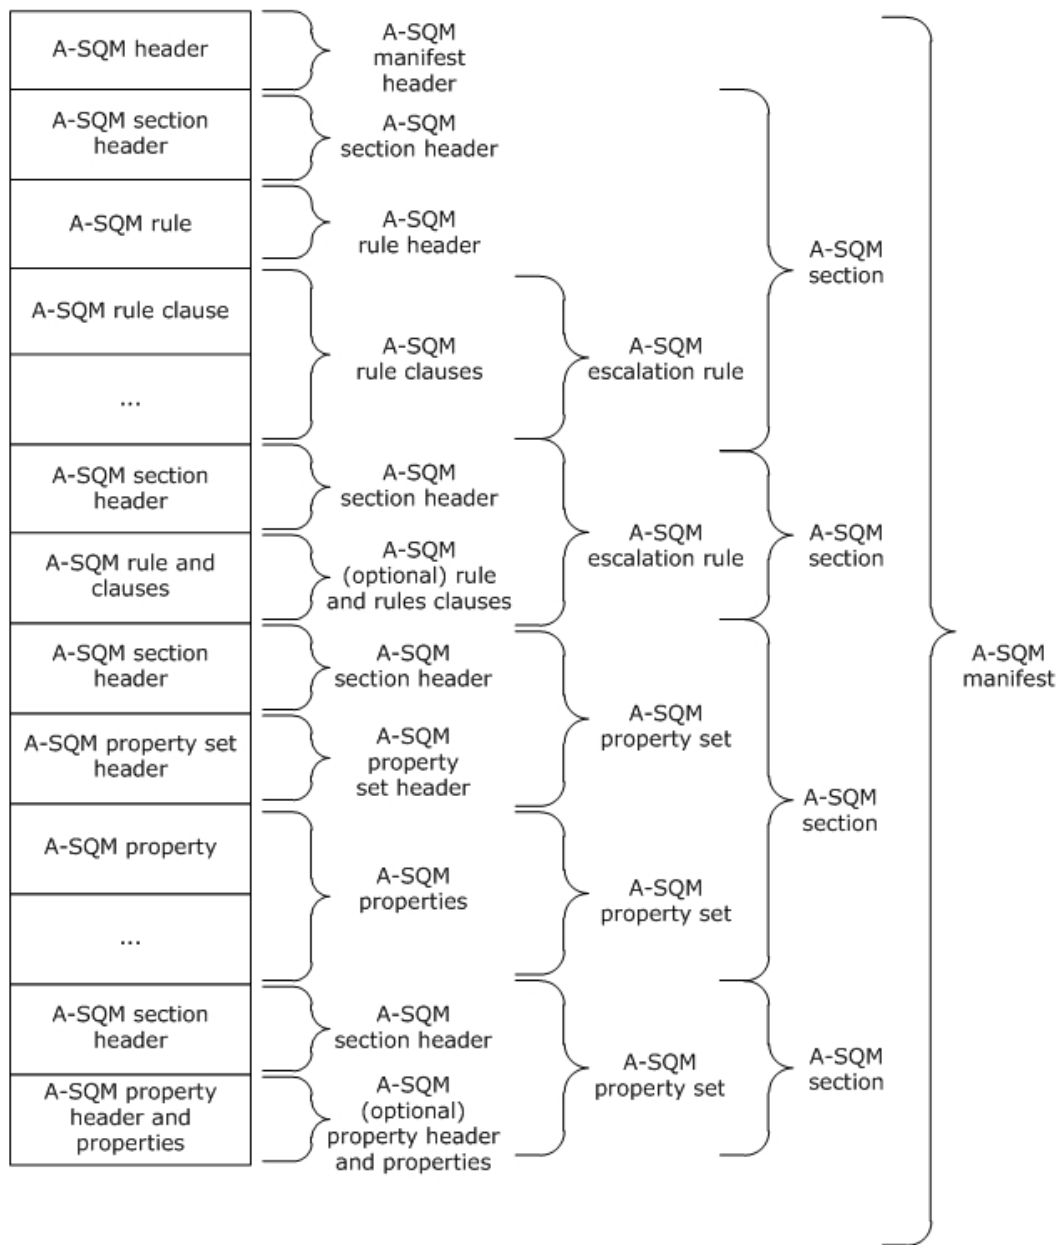 A-SQM header
A-SQM section
header
A-SQM rule
A-SQM rule clause
...
A-SQM section
header
A-SQM rule and
clauses
A-SQM section
header
A-SQM property set
header
A-SQM property
...
A-SQM section
header
A-SQM property
header and
properties
A-SQM
manifest
header
A-SQM
section header
A-SQM
rule header
A-SQM
rule clauses
A-SQM
section header
A-SQM
(optional) rule
and rules clauses
A-SQM
section header
A-SQM
property
set header
A-SQM
properties
A-SQM
section header
A-SQM
(optional)
property header
and properties
A-SQM
escalation rule
A-SQM
escalation rule
A-SQM
property set
A-SQM
property set
A-SQM
property set
A-SQM
section
A-SQM
section
A-SQM
section
A-SQM
section
A-SQM
manifest